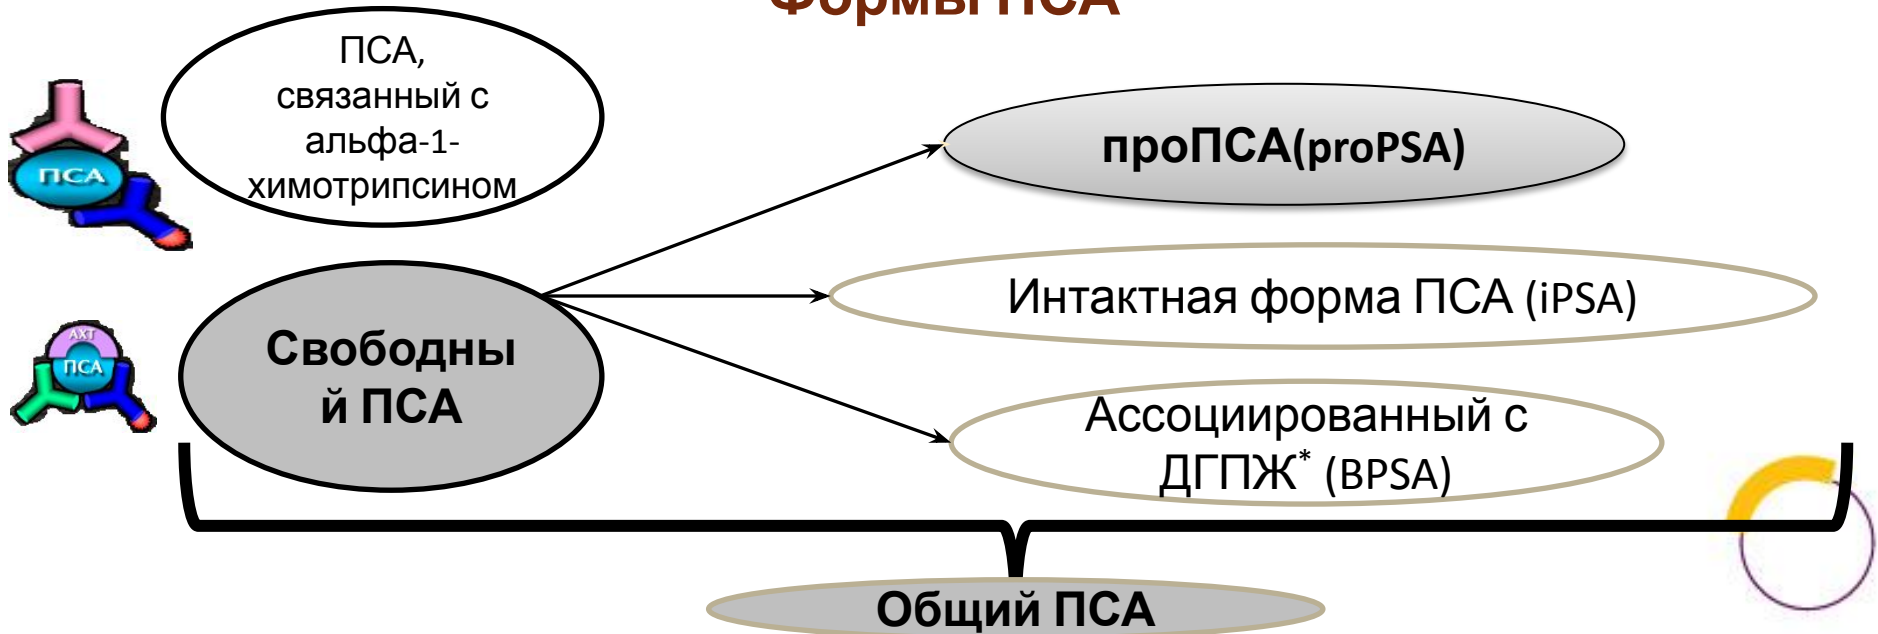 Формы ПСА
ПСА,
связанный с
альфа-1-
химотрипсином
ПСА
проПСА(proPSA)
Интактная форма ПСА (iPSA)
АХТ
ПСА
Свободны
й ПСА
Ассоциированный с
ДГПЖ* (BPSA)
Общий ПСА